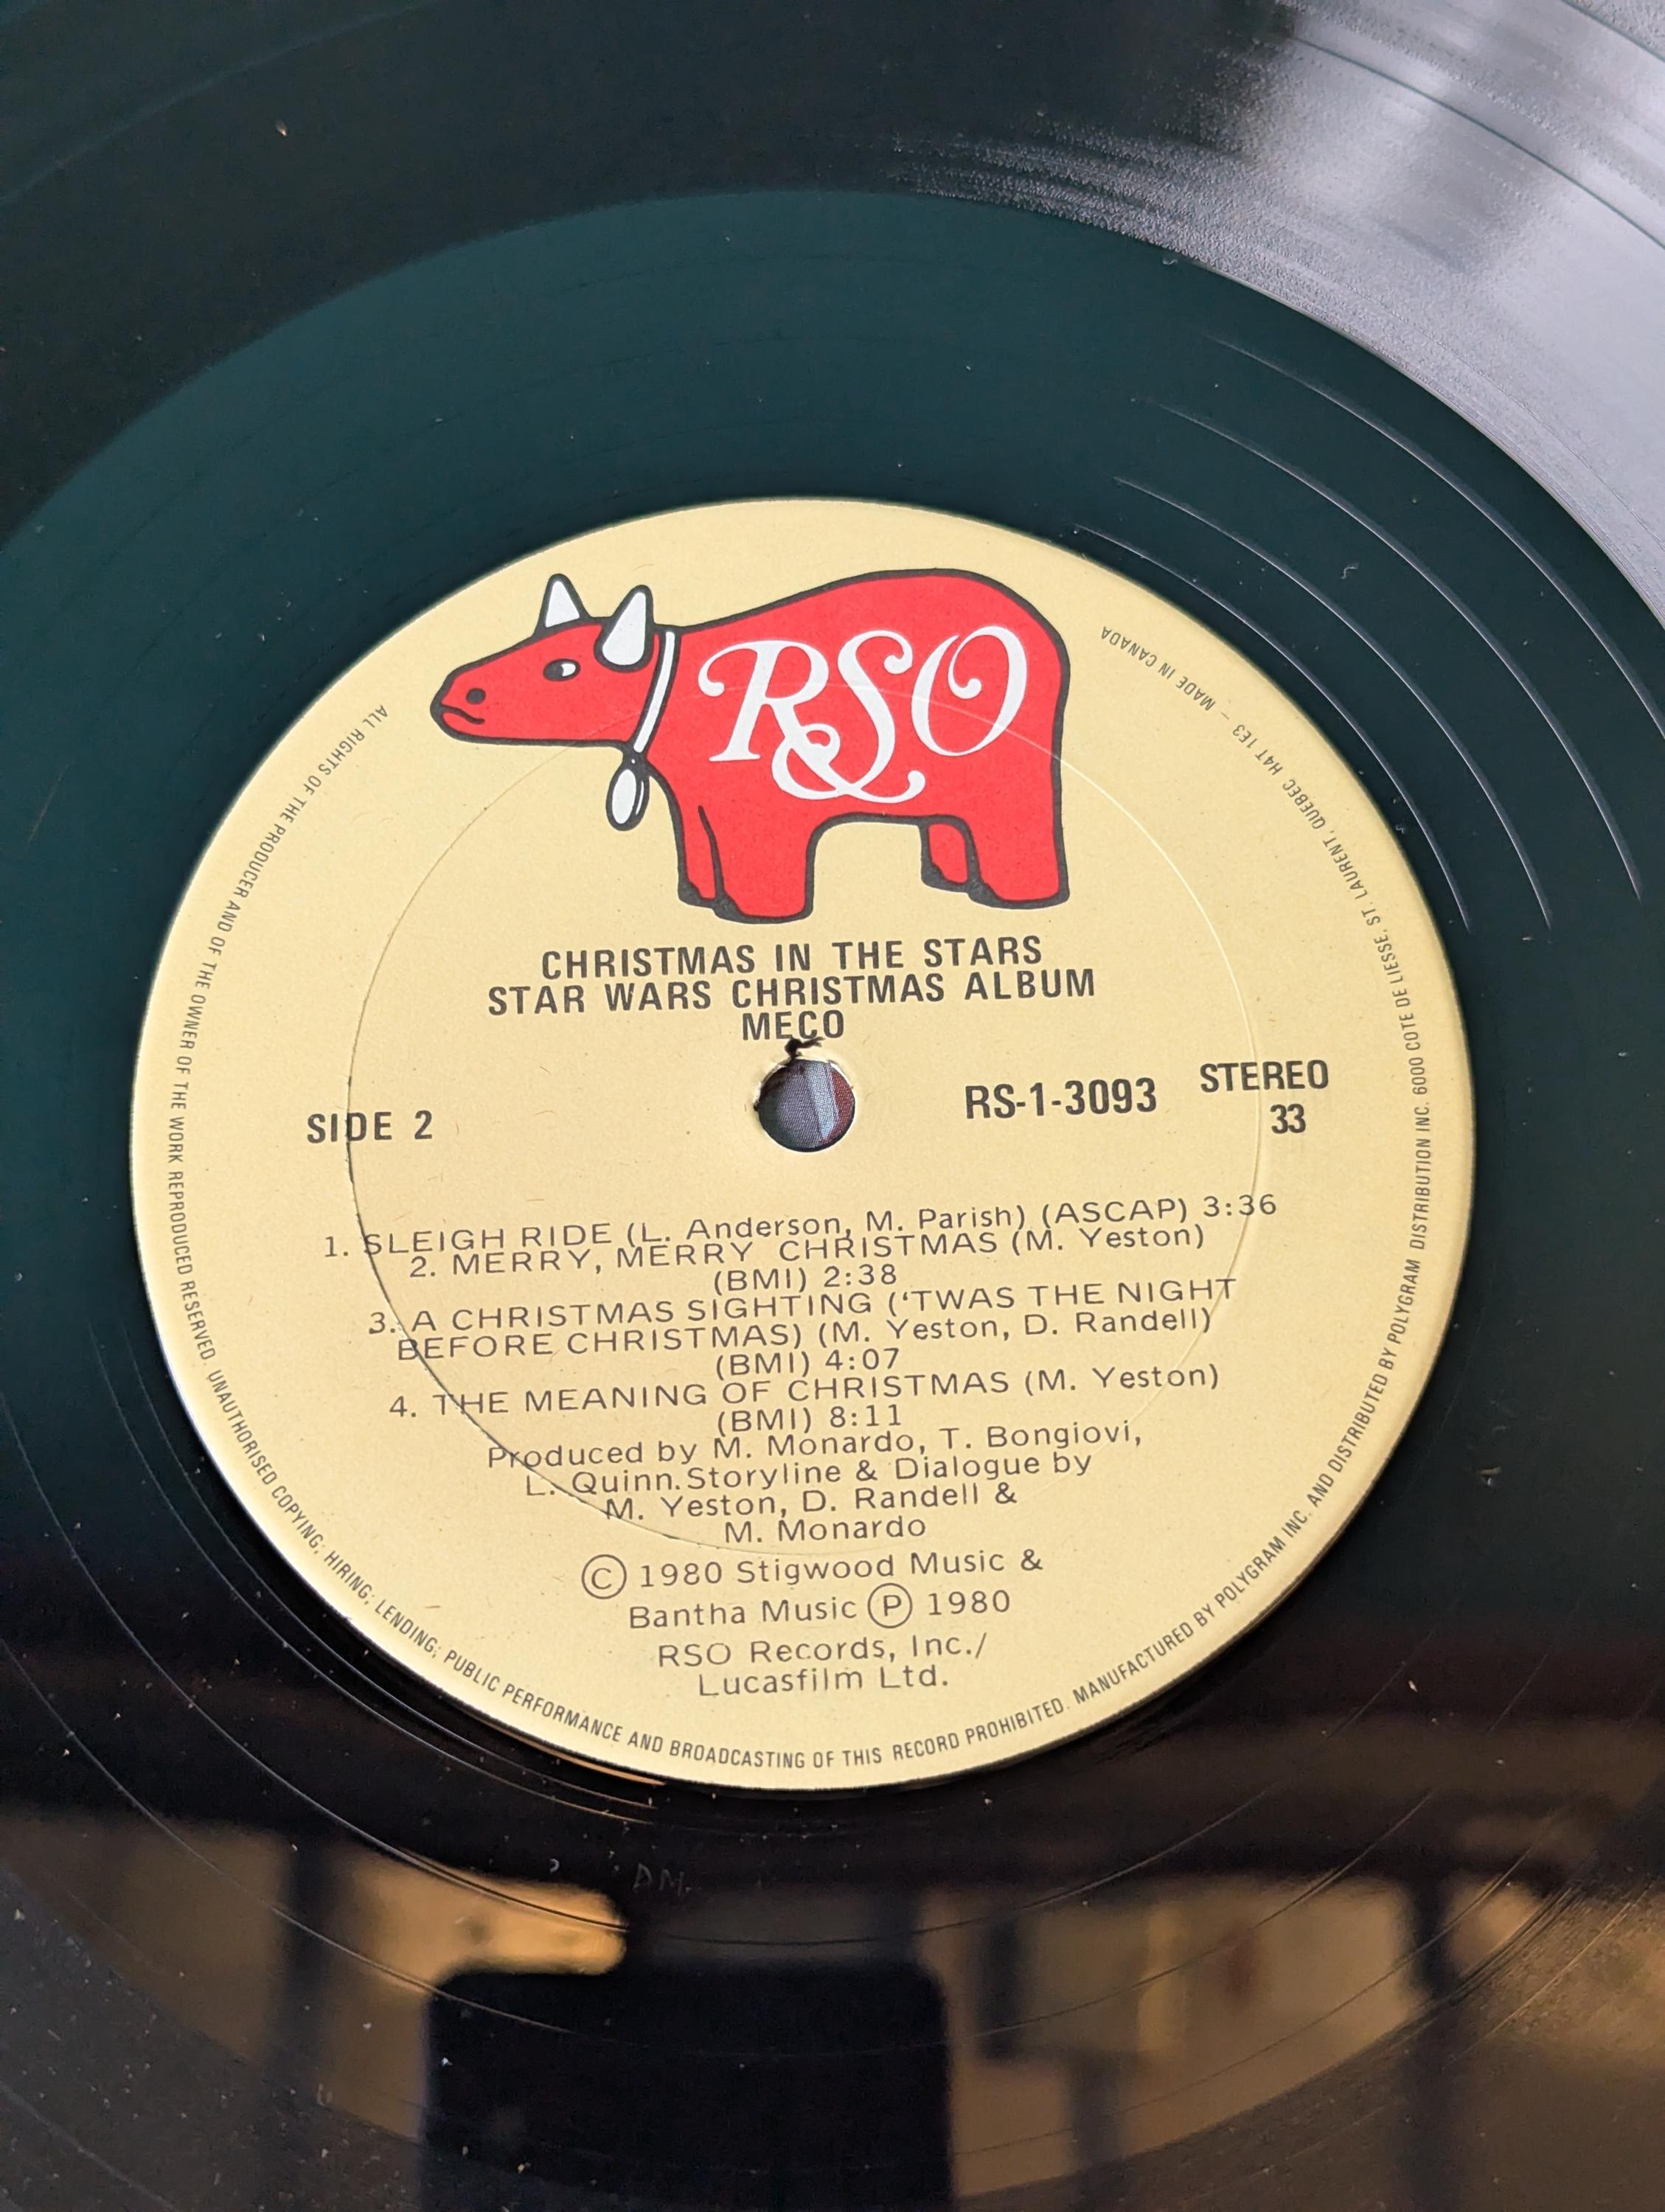 RSO
CHRISTMAS IN THE STARS
STAR WARS CHRISTMAS ALBUM
MECO
SIDE 2
RS-1-3093
STEREO
33
1. SLEIGH RIDE (L. Anderson, M. Parish) (ASCAP) 3:36
2. MERRY, MERRY CHRISTMAS (M. Yeston)
(BMI) 2:38
3. A CHRISTMAS SIGHTING ('TWAS THE NIGHT
BEFORE CHRISTMAS) (M. Yeston, D. Randell)
(BMI) 4:07
4. THE MEANING OF CHRISTMAS (M. Yeston)
(BMI) 8:11
Produced by M. Monardo, T. Bongiovi,
L. Quinn.Storyline & Dialogue by
M. Yeston, D. Randell &
M. Monardo
© 1980 Stigwood Music &
Bantha Music Ⓟ 1980
RSO Records, Inc./
Lucasfilm Ltd.
ALL RIGHTS OF THE PRODUCER AND OF THE OWNER OF THE WORK REPRODUCED RESERVED. UNAUTHORISED COPYING; HIRING; LENDING; PUBLIC PERFORMANCE AND BROADCASTING OF THIS RECORD PROHIBITED. MANUFACTURED BY POLYGRAM INC. AND DISTRIBUTED BY POLYGRAM DISTRIBUTION INC. 6000 COTE DE LIESSE, ST. LAURENT, QUEBEC H4T 1E3 – MADE IN CANADA
DM.